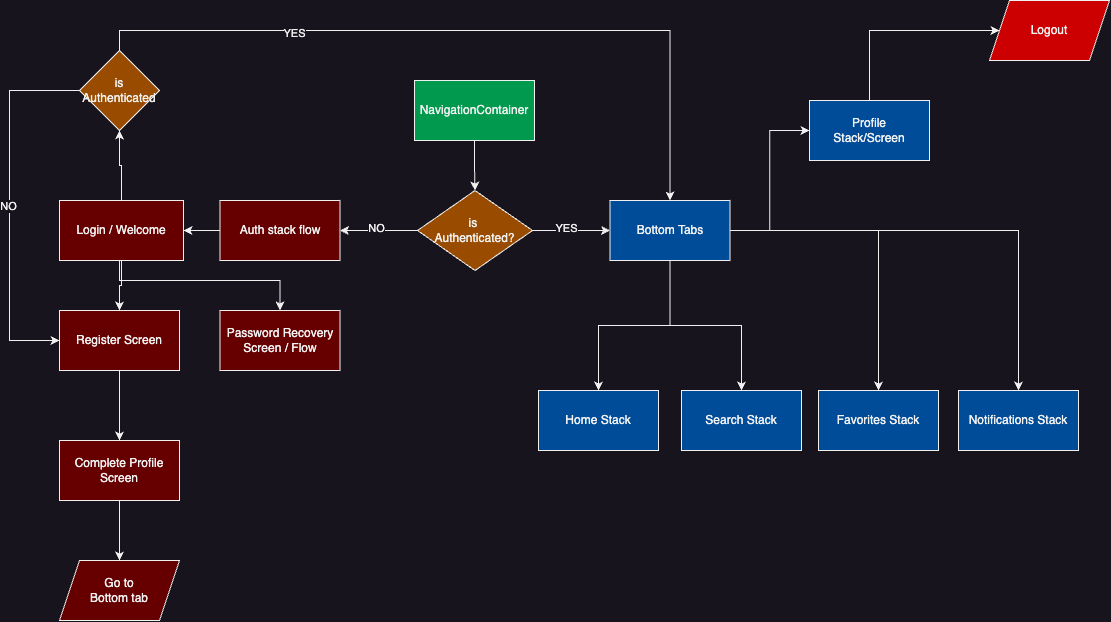 YES
Logout
is
Authenticated
NavigationContainer
Profile
Stack/Screen
NO
Login / Welcome
Auth stack flow
NO
is
Authenticated?
YES
Bottom Tabs
Register Screen
Password Recovery
Screen / Flow
Home Stack
Search Stack
Favorites Stack
Notifications Stack
Complete Profile
Screen
Go to
Bottom tab